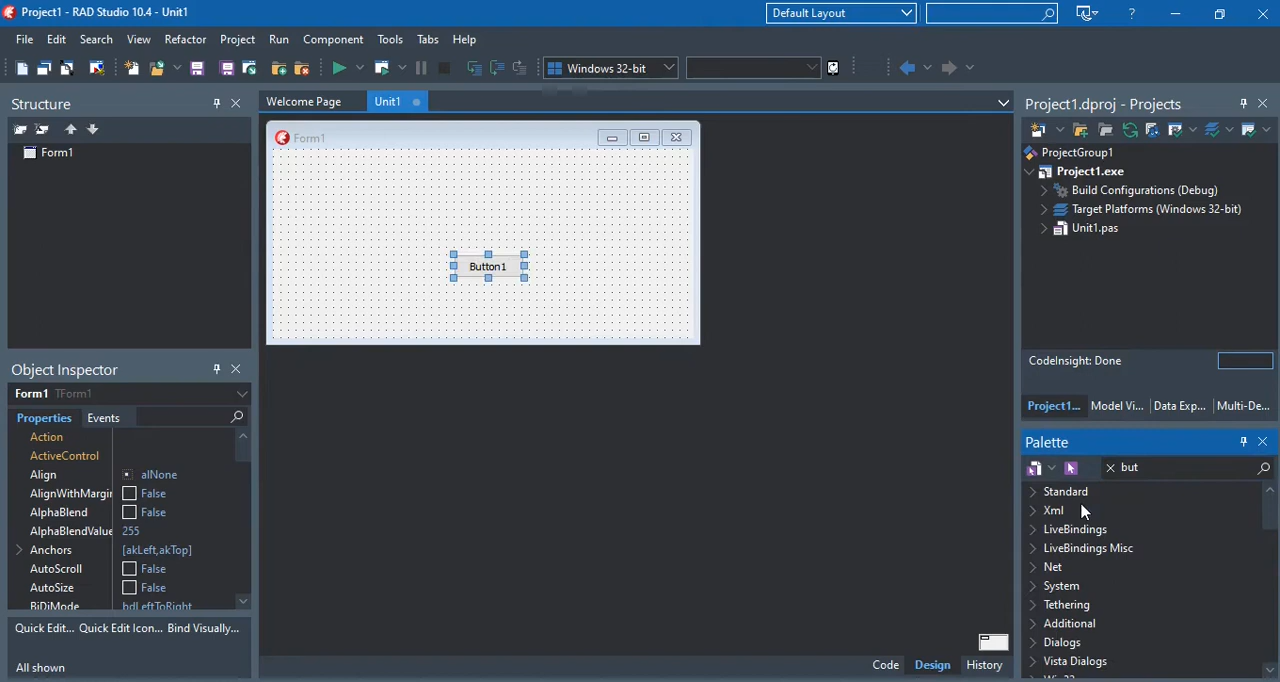 Project1 - RAD Studio 10.4 - Unit1
Default Layout
?
File Edit Search View Refactor Project Run Component Tools Tabs Help
Windows 32-bit
Structure
Form1
Welcome Page
Unit1
Form1
Button1
Object Inspector
Form1 TForm1
Properties Events
Action
ActiveControl
Align alNone
AlignWithMargin False
AlphaBlend False
AlphaBlendValue 255
Anchors [akLeft,akTop]
AutoScroll False
AutoSize False
BiDiMode bdLeftToRight
Quick Edit... Quick Edit Icon... Bind Visually...
All shown
Code Design History
Project1.dproj - Projects
ProjectGroup1
Project1.exe
Build Configurations (Debug)
Target Platforms (Windows 32-bit)
Unit1.pas
CodeInsight: Done
Project1... Model Vi... Data Exp... Multi-De...
Palette
but
Standard
Xml
LiveBindings
LiveBindings Misc
Net
System
Tethering
Additional
Dialogs
Vista Dialogs